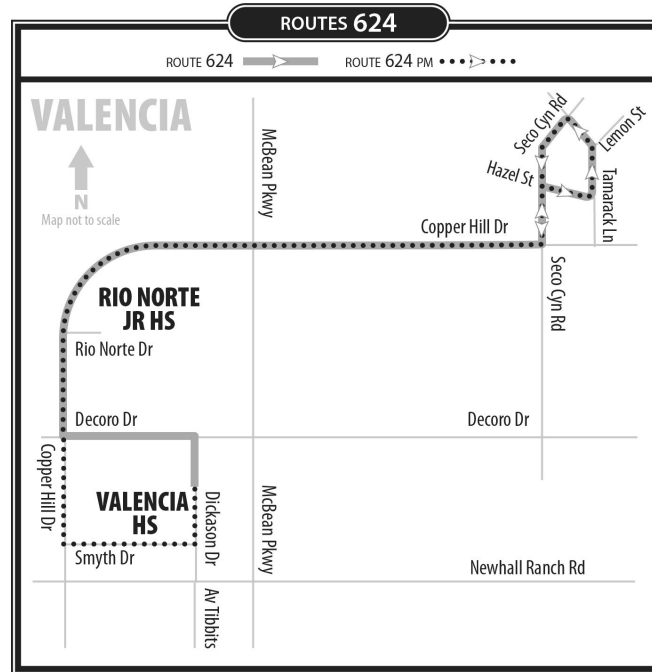 ROUTES 624
ROUTE 624
ROUTE 624 PM
VALENCIA
N
Map not to scale
McBean Pkwy
Seco Cyn Rd
Lemon St
Hazel St
Tamarack Ln
Copper Hill Dr
Seco Cyn Rd
RIO NORTE
JR HS
Rio Norte Dr
Decoro Dr
Decoro Dr
Copper Hill Dr
VALENCIA
HS
Dickason Dr
McBean Pkwy
Smyth Dr
Newhall Ranch Rd
Av Tibbits